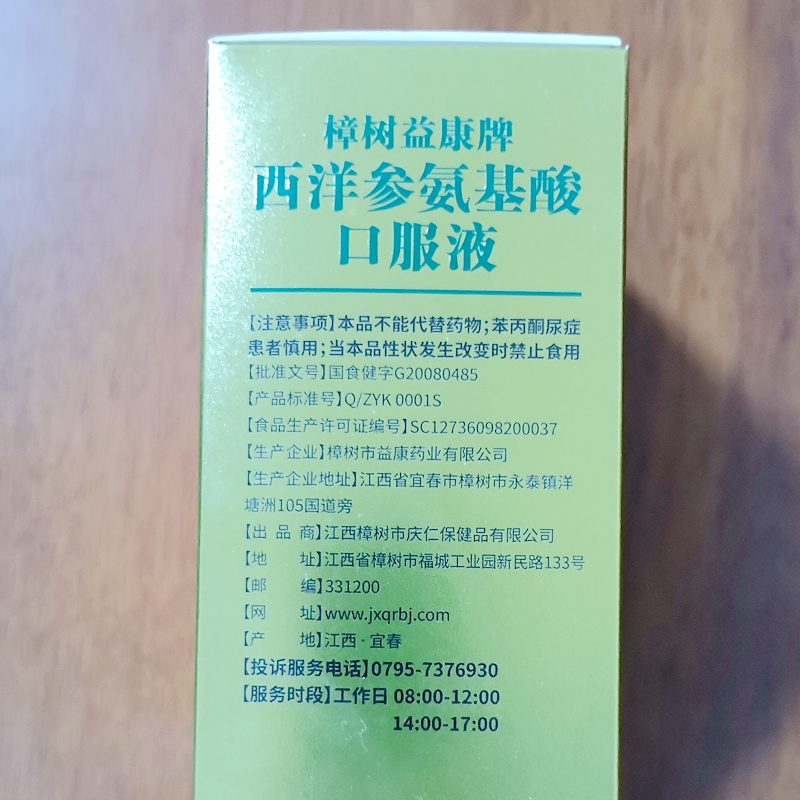 樟树益康牌
西洋参氨基酸
口服液
【注意事项】本品不能代替药物;苯丙酮尿症
患者慎用;当本品性状发生改变时禁止食用
【批准文号】国食健字G20080485
【产品标准号】Q/ZYK 0001S
【食品生产许可证编号】SC12736098200037
【生产企业】樟树市益康药业有限公司
【生产企业地址】江西省宜春市樟树市永泰镇洋
塘洲105国道旁
【出 品 商】江西樟树市庆仁保健品有限公司
【地 址】江西省樟树市福城工业园新民路133号
【邮 编】331200
【网 址】www.jxqrbj.com
【产 地】江西·宜春
【投诉服务电话】0795-7376930
【服务时段】工作日 08:00-12:00
14:00-17:00